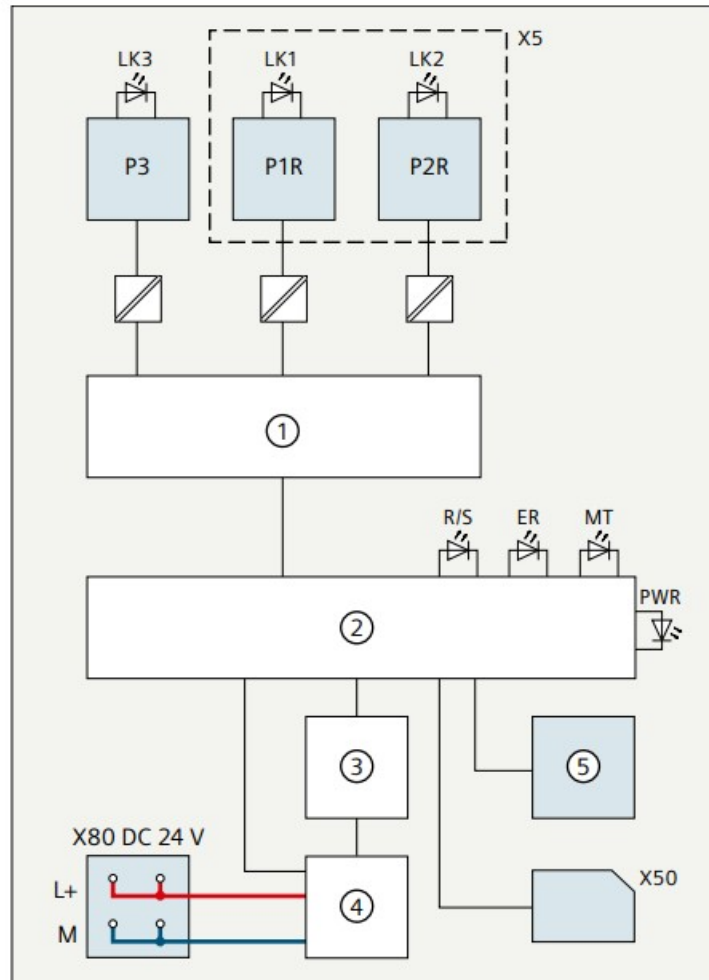 X5
LK3 LK1 LK2
P3 P1R P2R
①
R/S ER MT
PWR
②
③ ⑤
X80 DC 24 V
X50
L+
④
M